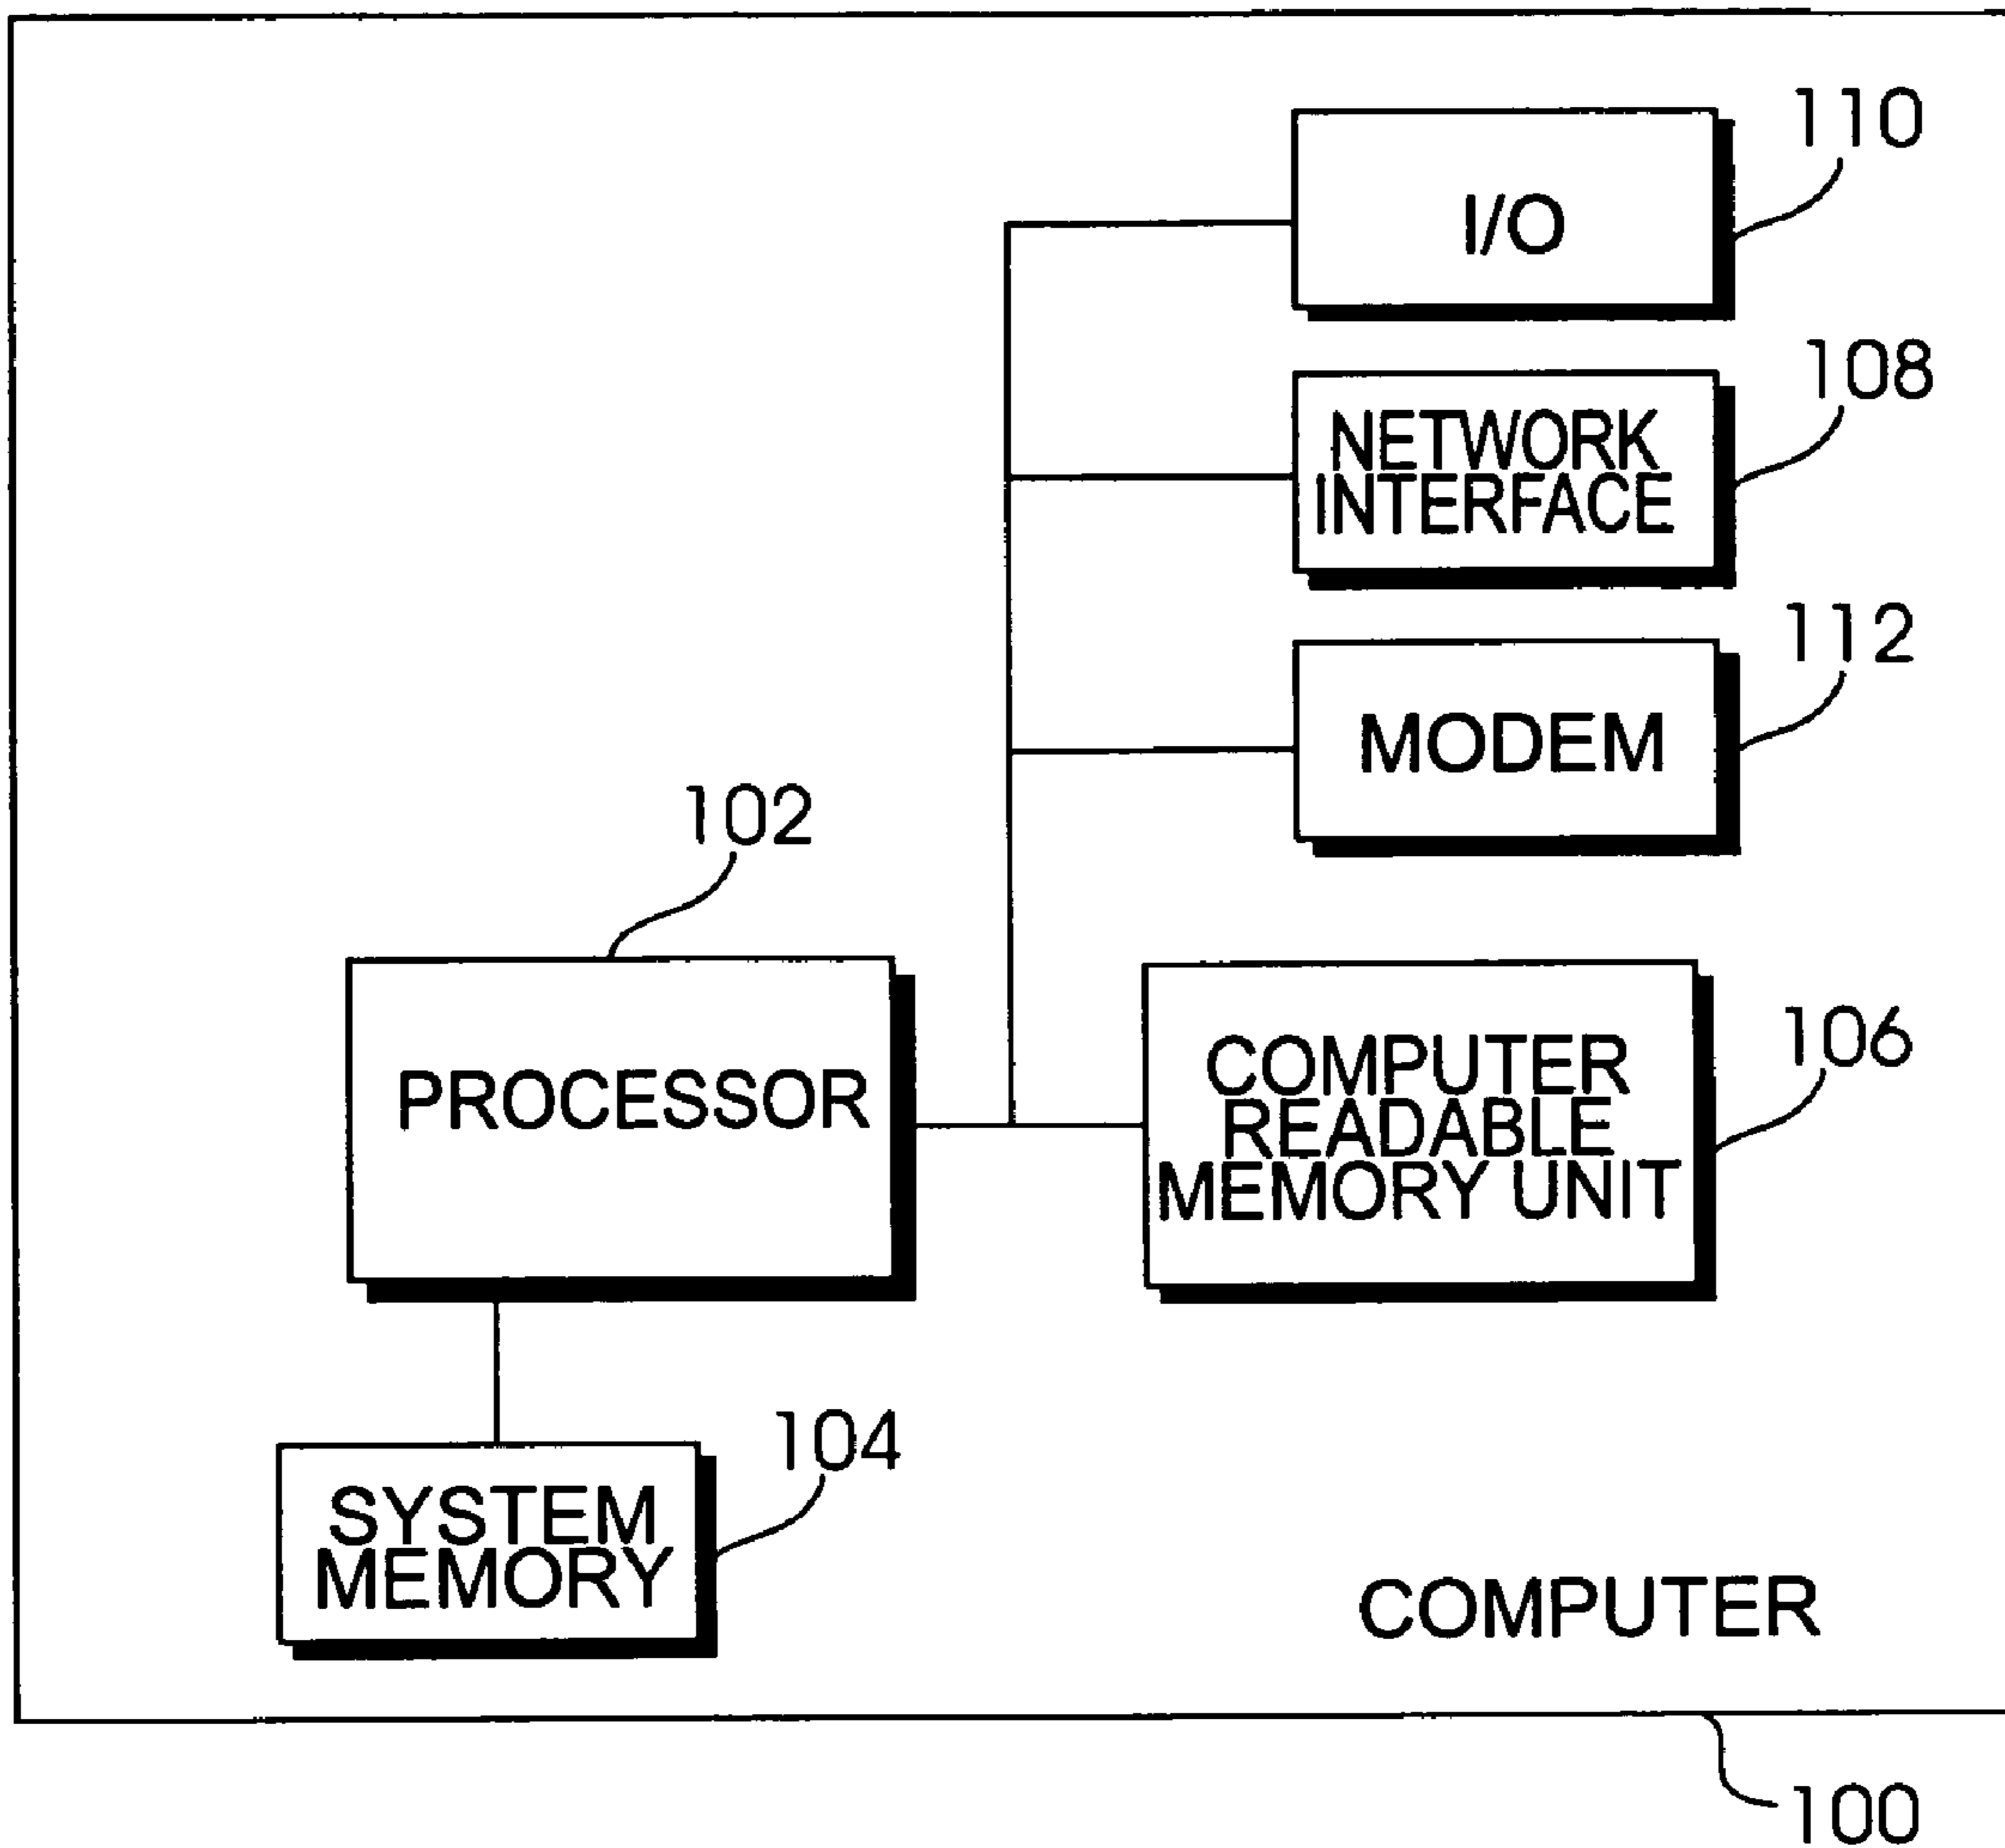 110
I/O
108
NETWORK
INTERFACE
112
MODEM
102
PROCESSOR
106
COMPUTER
READABLE
MEMORY UNIT
104
SYSTEM
MEMORY
COMPUTER
100